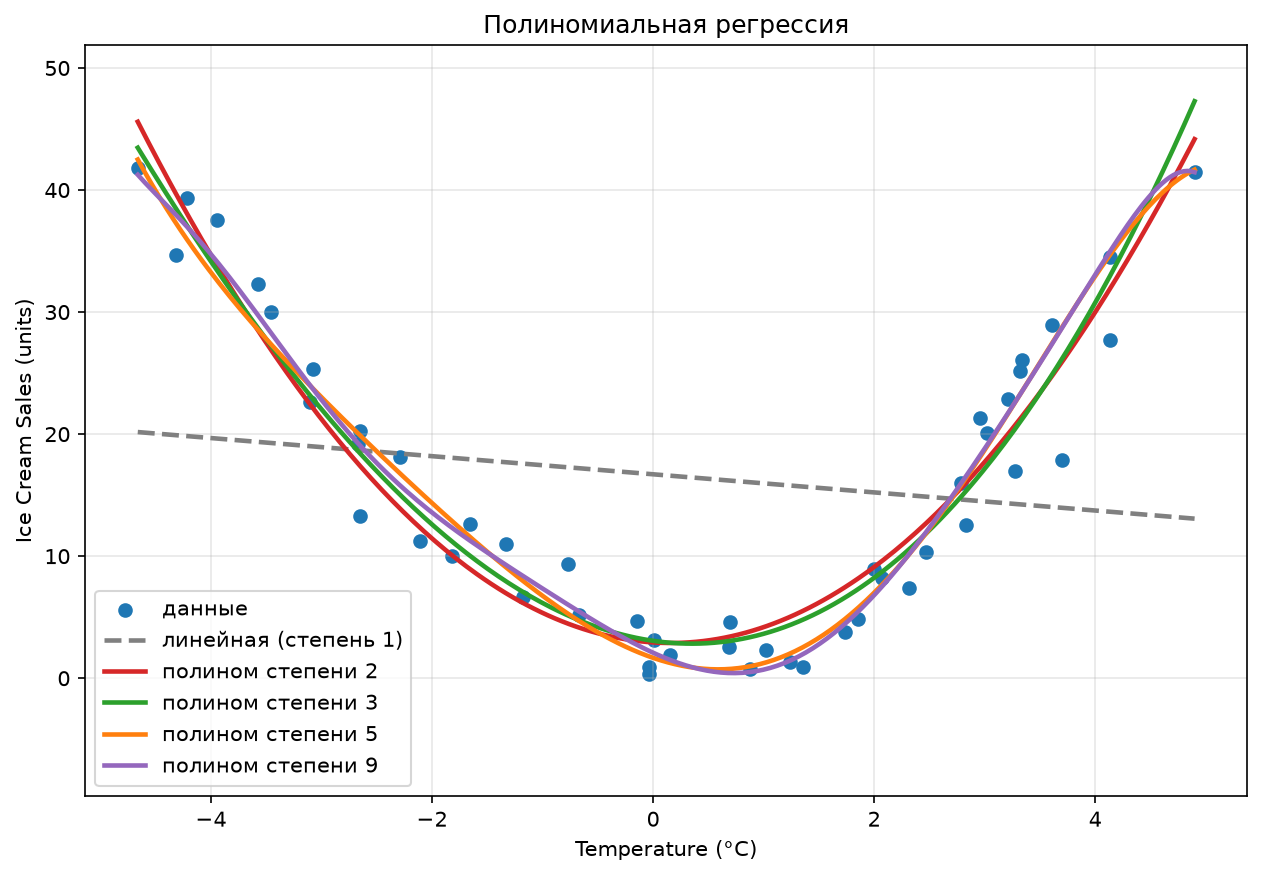 Полиномиальная регрессия
Ice Cream Sales (units)
50
40
30
20
10
0
данные
линейная (степень 1)
полином степени 2
полином степени 3
полином степени 5
полином степени 9
−4
−2
0
2
4
Temperature (°C)